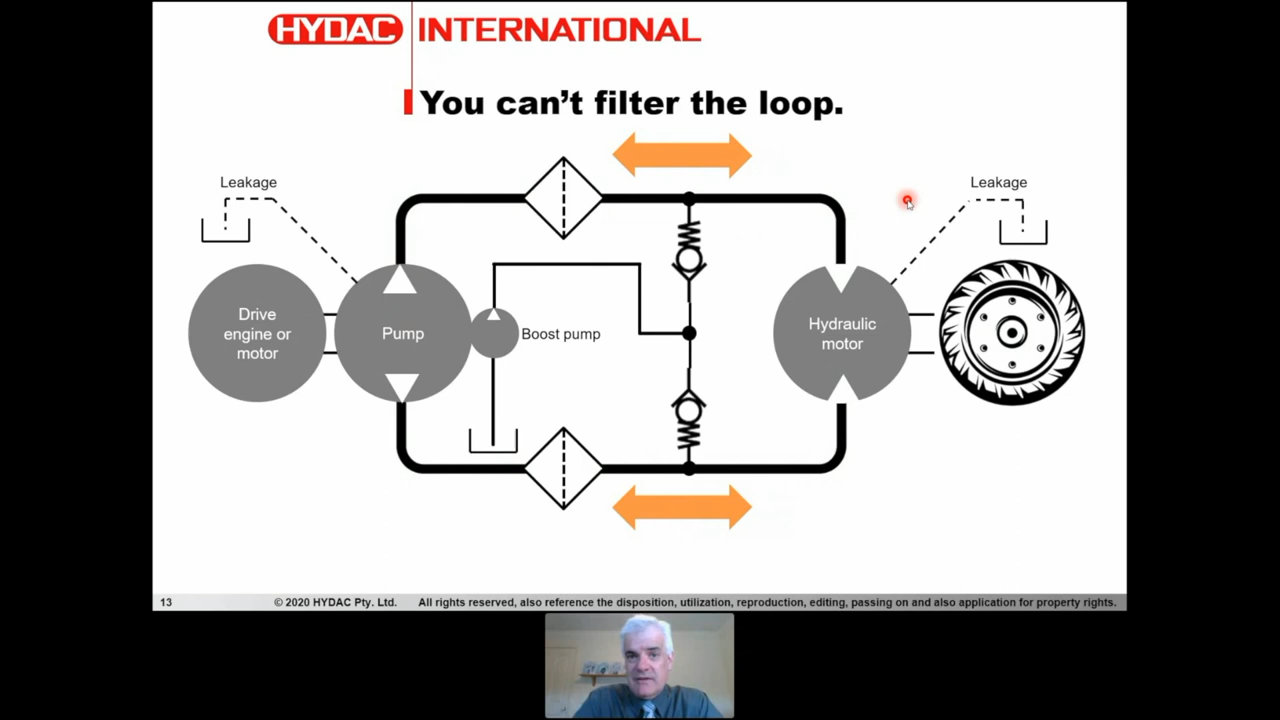 HYDAC INTERNATIONAL
You can't filter the loop.
Leakage
Leakage
Drive
engine or
motor
Pump
Boost pump
Hydraulic
motor
13 © 2020 HYDAC Pty. Ltd. All rights reserved, also reference the disposition, utilization, reproduction, editing, passing on and also application for property rights.